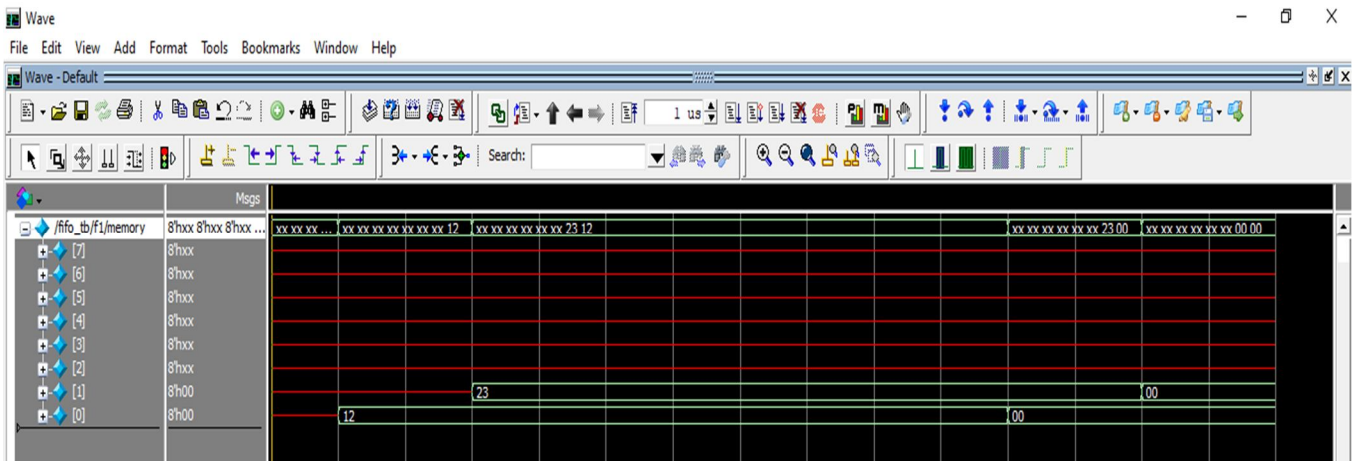 Wave
File Edit View Add Format Tools Bookmarks Window Help
Wave - Default
1 us
Search:
Msgs
/fifo_tb/f1/memory 8'hxx 8'hxx 8'hxx ... xx xx xx ... xx xx xx xx xx xx xx 12 xx xx xx xx xx xx 23 12 xx xx xx xx xx xx 23 00 xx xx xx xx xx xx 00 00
[7] 8'hxx
[6] 8'hxx
[5] 8'hxx
[4] 8'hxx
[3] 8'hxx
[2] 8'hxx
[1] 8'h00 23 00
[0] 8'h00 12 00